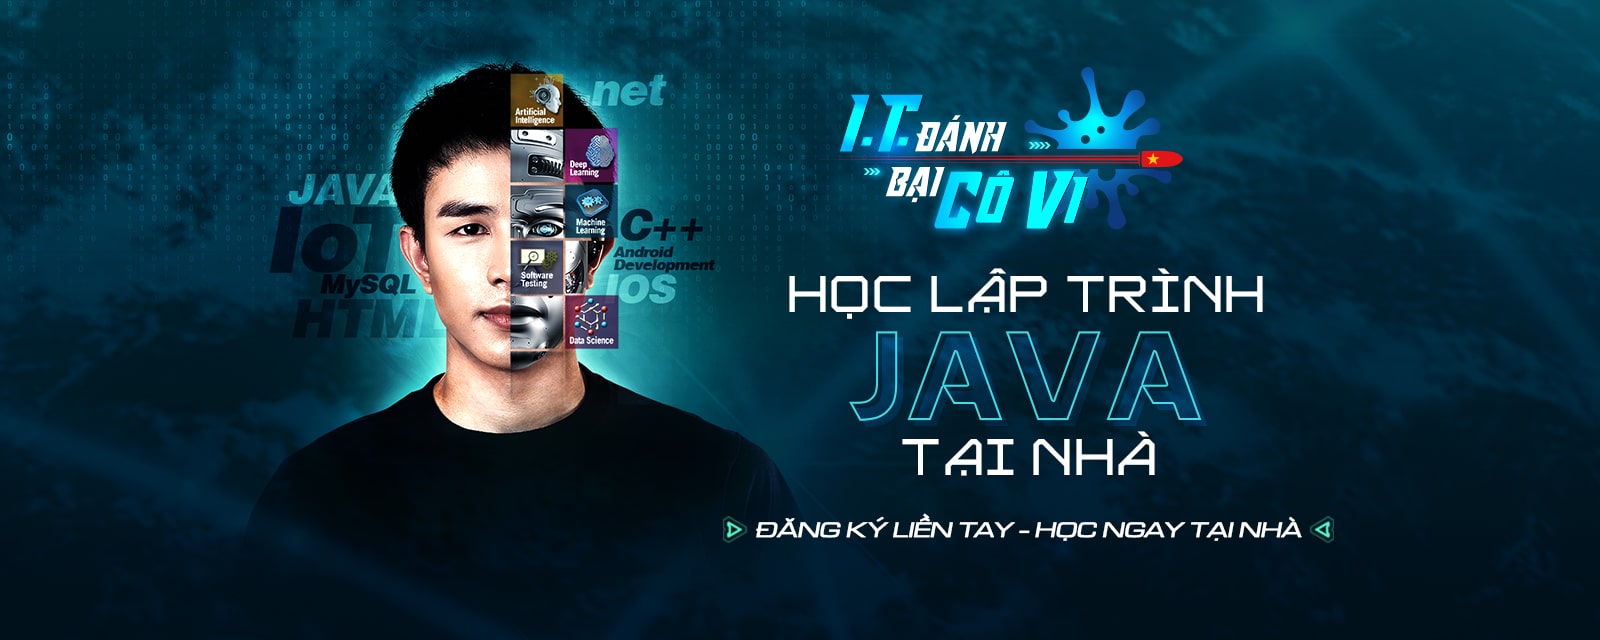 .net
Artificial
Intelligence
Deep
Learning
JAVA
IoT
Machine
Learning
C++
Android
Development
MySQL
Software
Testing
ios
HTML
Data Science
I.T. ĐÁNH
BẠI CÔ VI
HỌC LẬP TRÌNH
JAVA
TẠI NHÀ
ĐĂNG KÝ LIỀN TAY - HỌC NGAY TẠI NHÀ